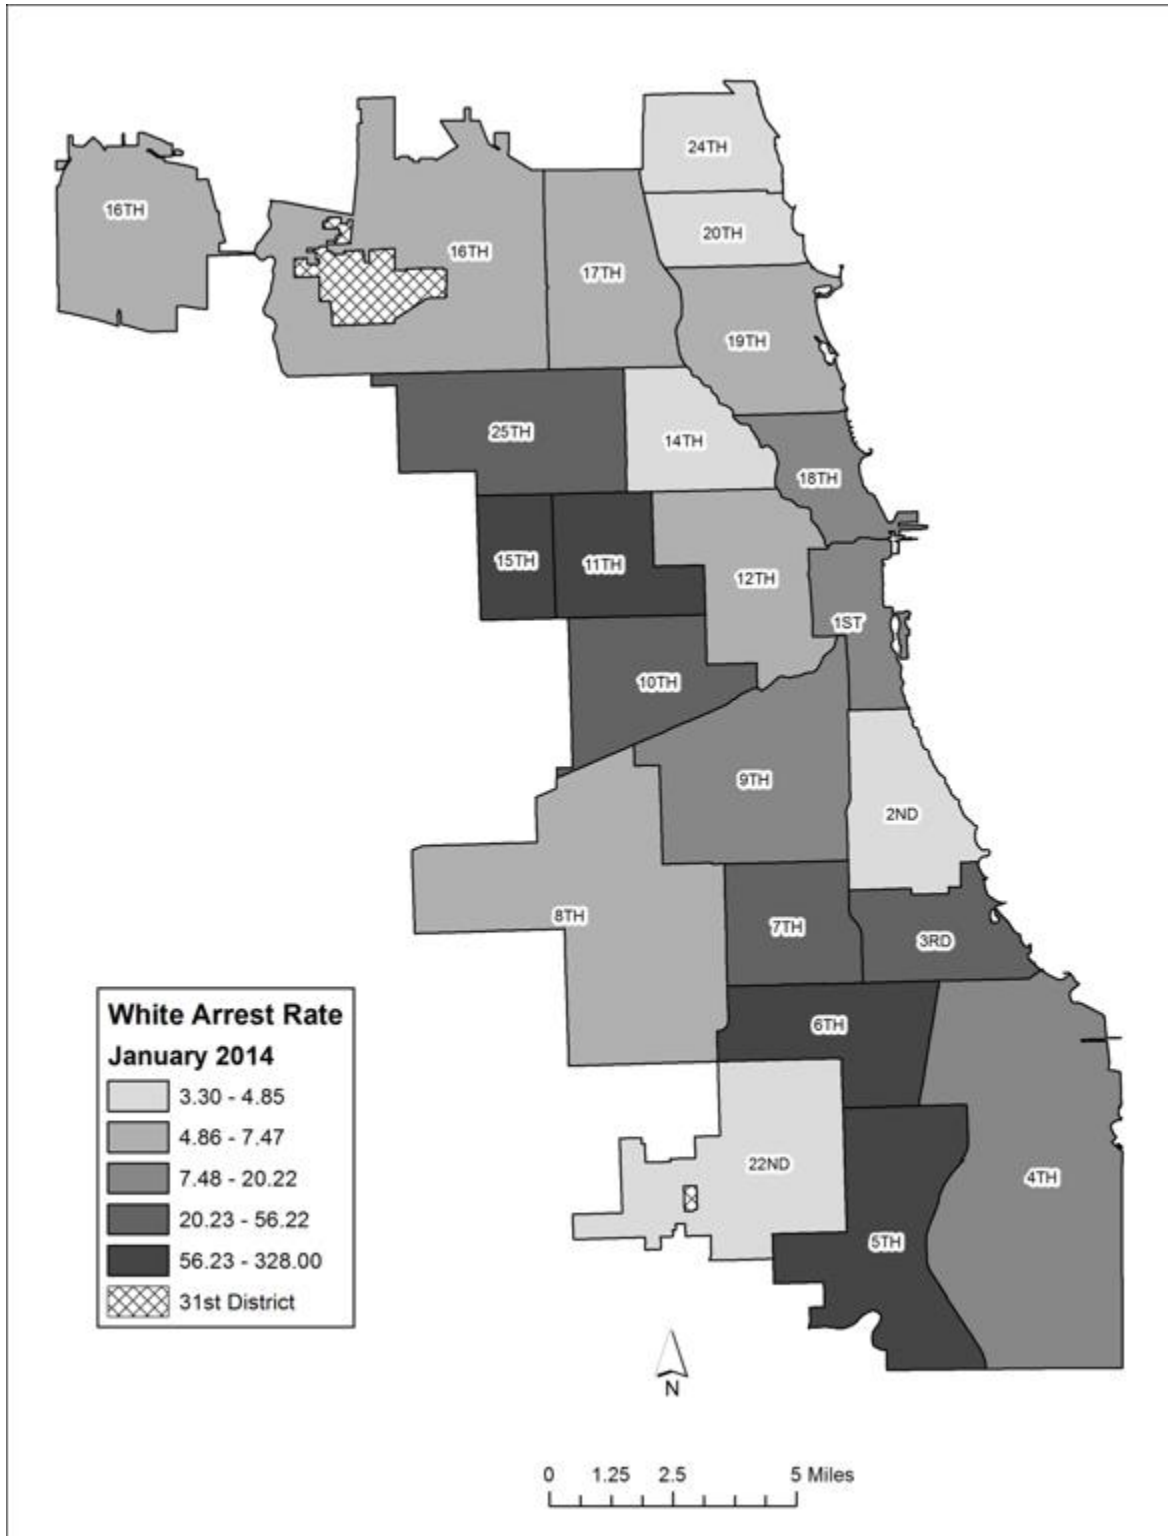 24TH
16TH
20TH
16TH
17TH
19TH
25TH
14TH
18TH
15TH
11TH
12TH
1ST
10TH
9TH
2ND
8TH
7TH
3RD
6TH
22ND
4TH
5TH
White Arrest Rate
January 2014
3.30 - 4.85
4.86 - 7.47
7.48 - 20.22
20.23 - 56.22
56.23 - 328.00
31st District
N
0 1.25 2.5 5 Miles